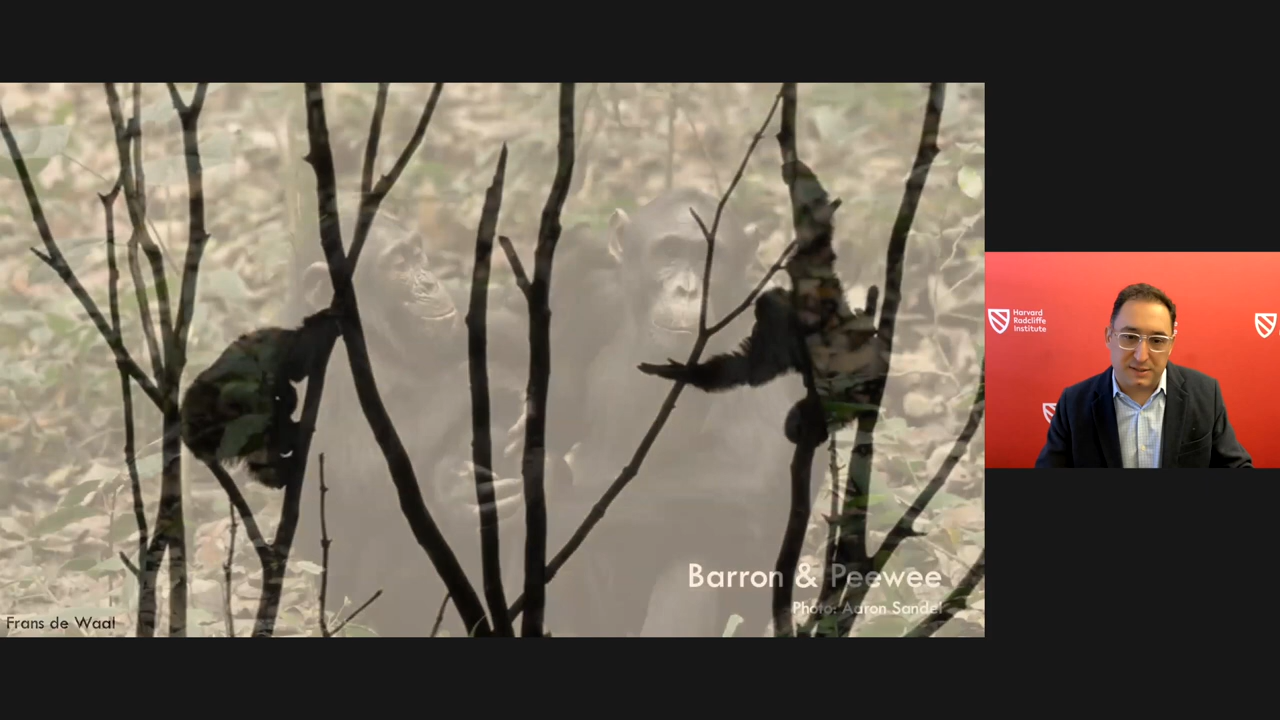 Barron & Peewee
Photo: Aaron Sandel
Frans de Waal
Harvard
Radcliffe
Institute